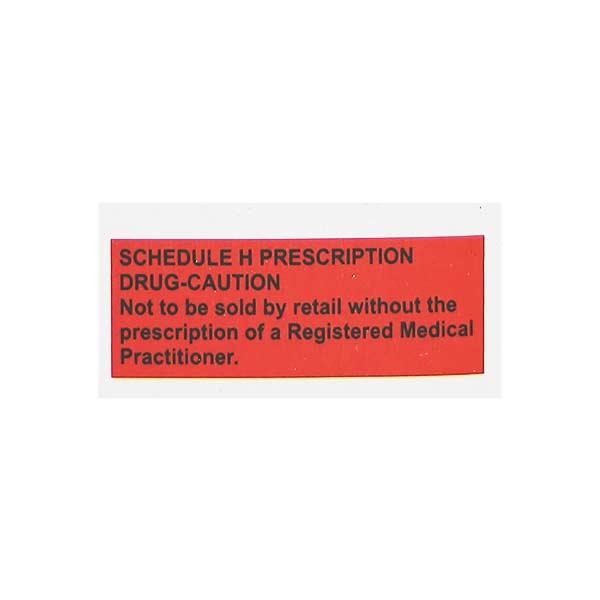 SCHEDULE H PRESCRIPTION
DRUG-CAUTION
Not to be sold by retail without the
prescription of a Registered Medical
Practitioner.